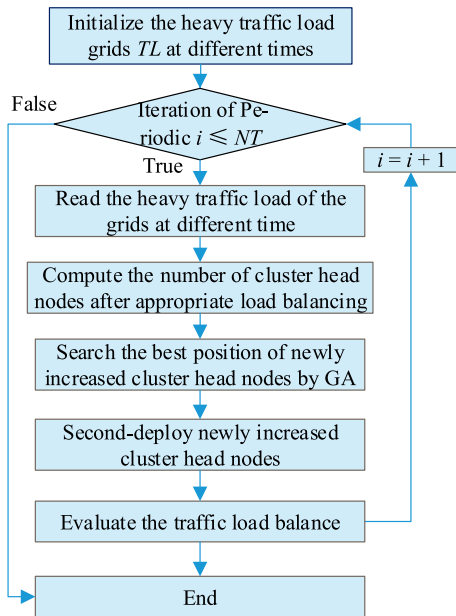 Initialize the heavy traffic load
grids TL at different times
False
Iteration of Pe-
riodic i ⩽ NT
True
i = i + 1
Read the heavy traffic load of the
grids at different time
Compute the number of cluster head
nodes after appropriate load balancing
Search the best position of newly
increased cluster head nodes by GA
Second-deploy newly increased
cluster head nodes
Evaluate the traffic load balance
End